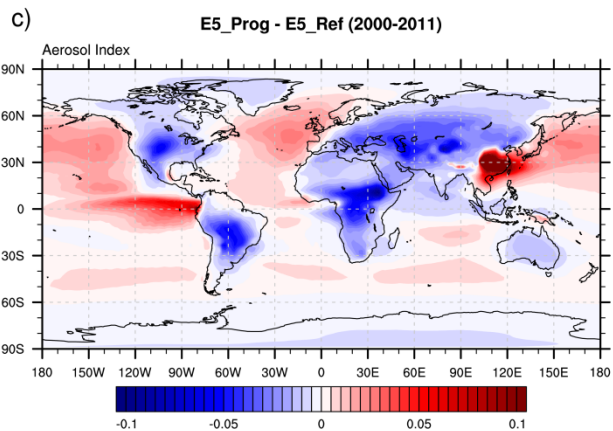 c)
E5_Prog - E5_Ref (2000-2011)
Aerosol Index
90N
60N
30N
0
30S
60S
90S
180 150W 120W 90W 60W 30W 0 30E 60E 90E 120E 150E 180
-0.1 -0.05 0 0.05 0.1